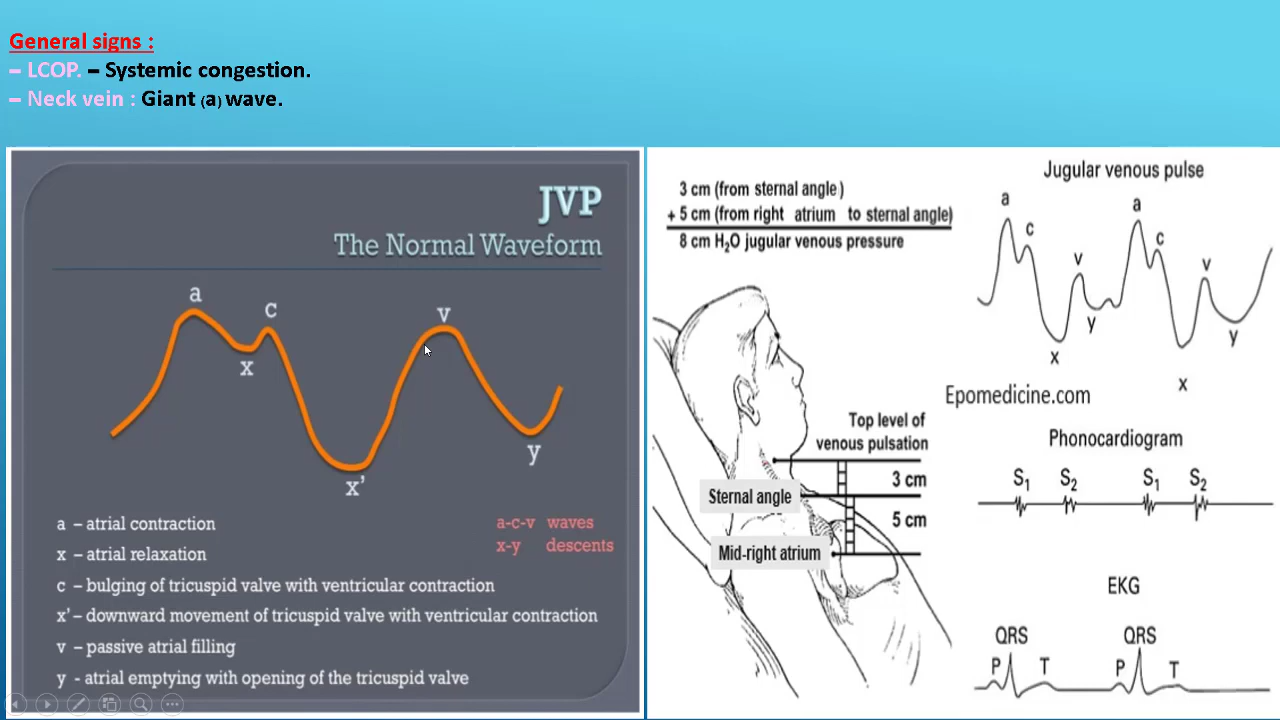 General signs :
– LCOP. – Systemic congestion.
– Neck vein : Giant (a) wave.
JVP
The Normal Waveform
a
c
x
v
x'
y
a – atrial contraction
x – atrial relaxation
c – bulging of tricuspid valve with ventricular contraction
x' – downward movement of tricuspid valve with ventricular contraction
v – passive atrial filling
y - atrial emptying with opening of the tricuspid valve
a-c-v waves
x-y descents
3 cm (from sternal angle)
+ 5 cm (from right atrium to sternal angle)
8 cm H₂O jugular venous pressure
Top level of
venous pulsation
3 cm
Sternal angle
5 cm
Mid-right atrium
Jugular venous pulse
a
c
v
y
x
a
c
v
y
x
Epomedicine.com
Phonocardiogram
S₁ S₂ S₁ S₂
EKG
QRS QRS
P T P T